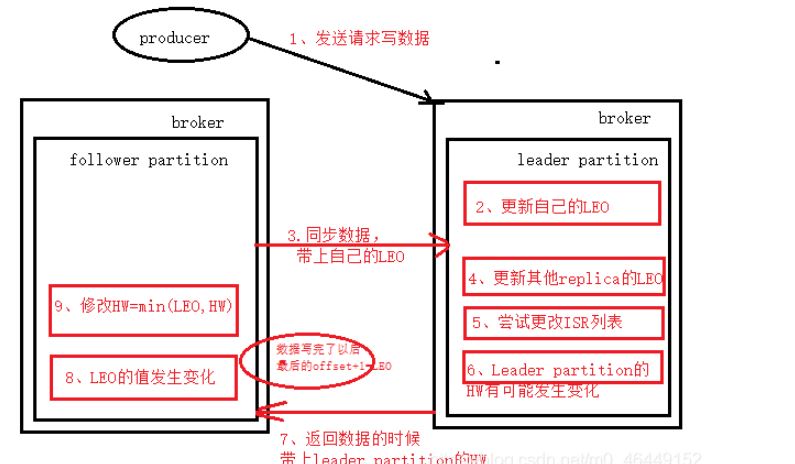 producer
1、发送请求写数据
broker
follower partition
broker
leader partition
2、更新自己的LEO
3.同步数据，
带上自己的LEO
4、更新其他replica的LEO
5、尝试更改ISR列表
6、Leader partition的
HW有可能发生变化
9、修改HW=min(LEO,HW)
8、LEO的值发生变化
数据写完了以后
最后的offset+1=LEO
7、返回数据的时候
带上leader partition的HW
blog.csdn.net/m0_46449152